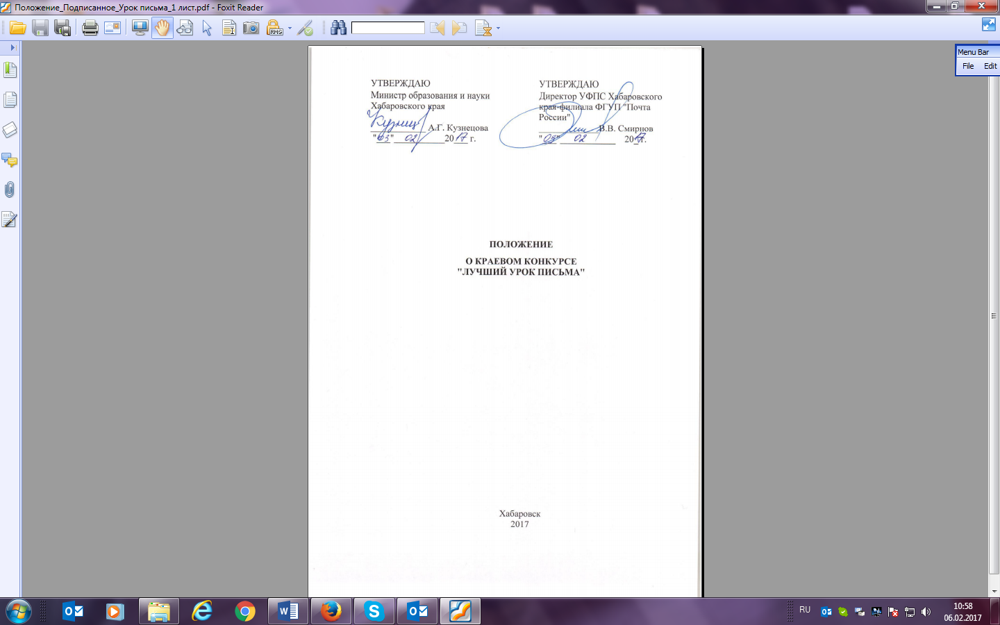 Положение_Подписанное_Урок письма_1 лист.pdf - Foxit Reader
RMS
Menu Bar
File Edit
УТВЕРЖДАЮ
Министр образования и науки
Хабаровского края
Кузнец А.Г. Кузнецова
"03" 02 2017 г.
УТВЕРЖДАЮ
Директор УФПС Хабаровского
края-филиала ФГУП "Почта
России"
В.В. Смирнов
"03" 02 2017 г.
ПОЛОЖЕНИЕ
О КРАЕВОМ КОНКУРСЕ
"ЛУЧШИЙ УРОК ПИСЬМА"
Хабаровск
2017
RU
10:58
06.02.2017